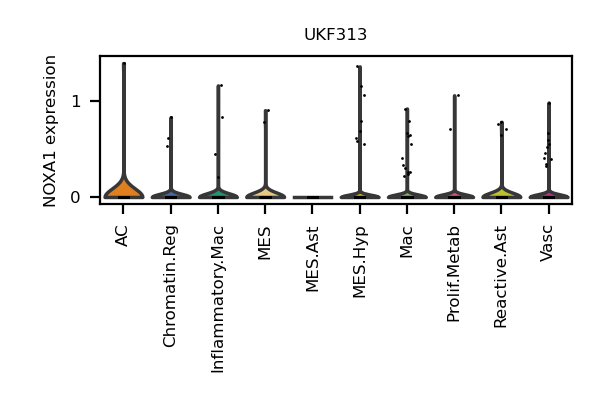 UKF313
NOXA1 expression
1
0
AC
Chromatin.Reg
Inflammatory.Mac
MES
MES.Ast
MES.Hyp
Mac
Prolif.Metab
Reactive.Ast
Vasc